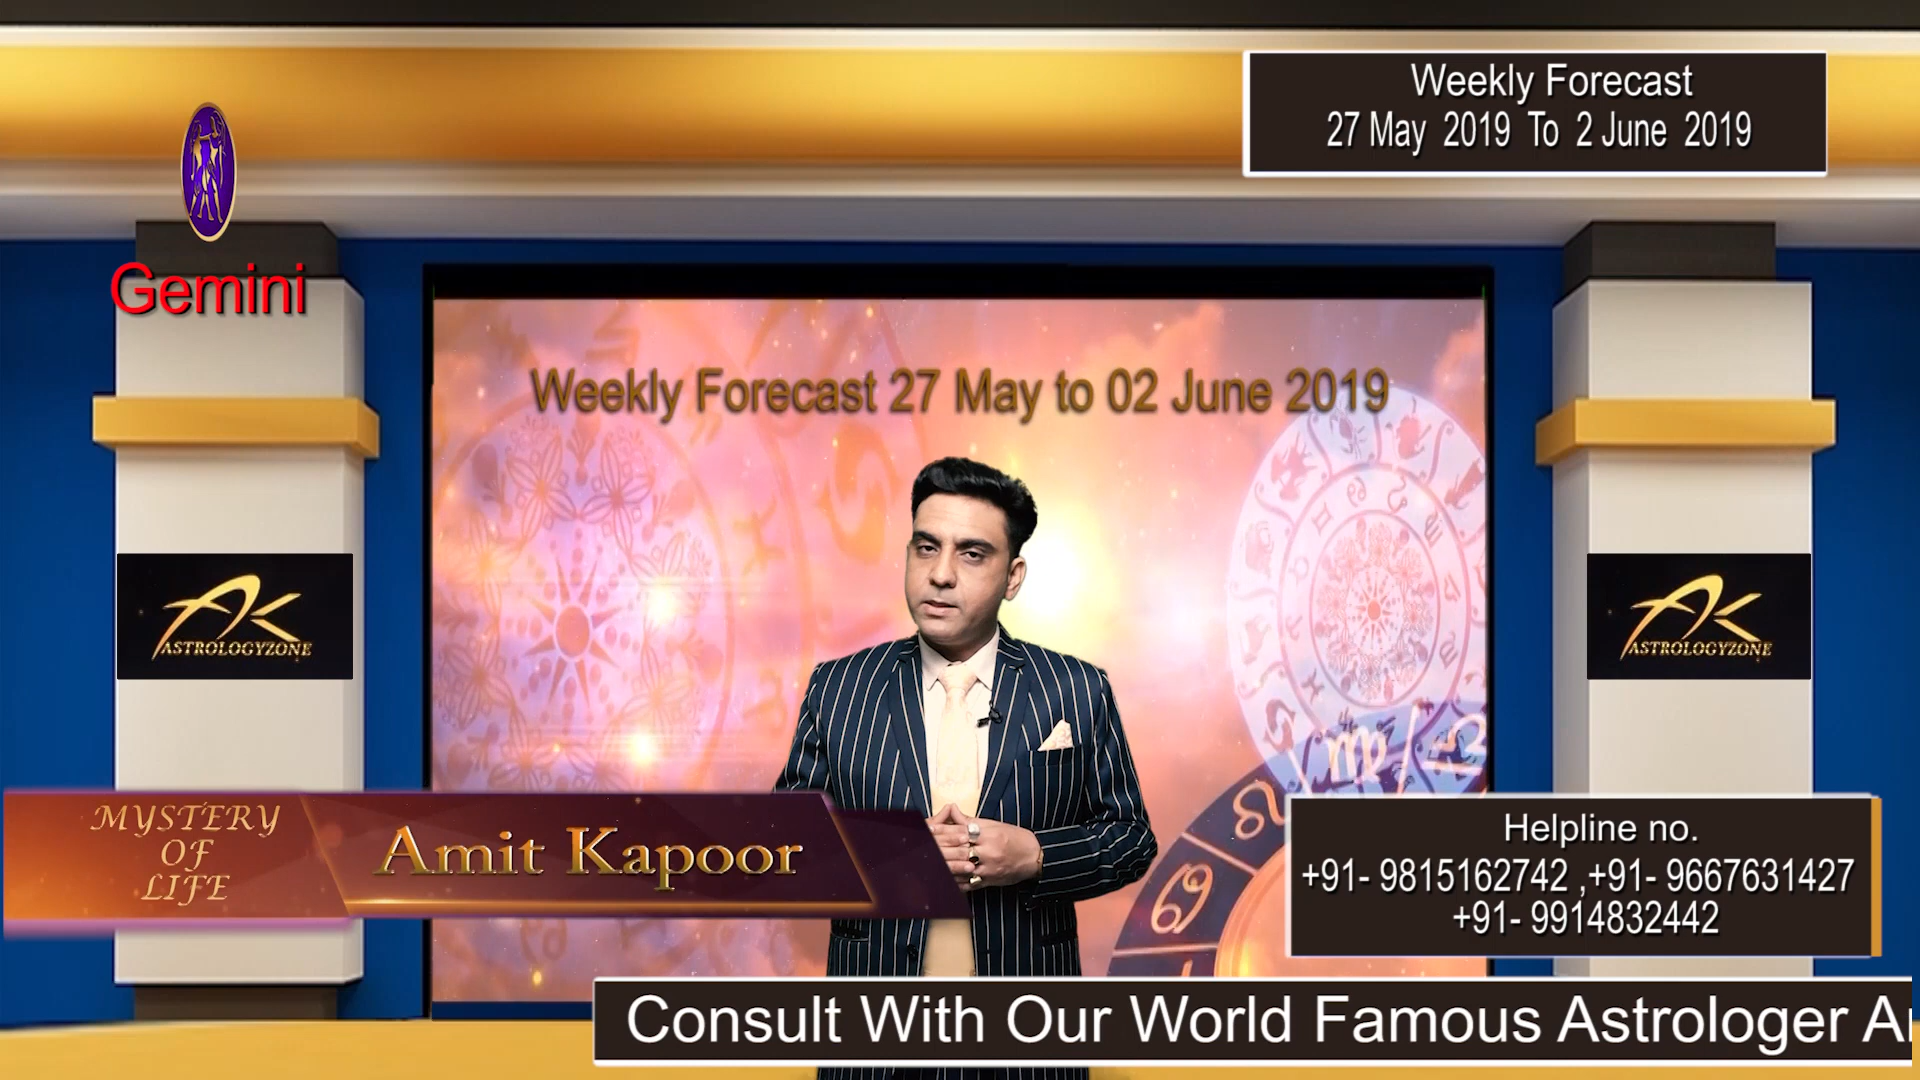 Weekly Forecast
27 May 2019 To 2 June 2019
Gemini
Weekly Forecast 27 May to 02 June 2019
AK
ASTROLOGYZONE
AK
ASTROLOGYZONE
MYSTERY
OF
LIFE
Amit Kapoor
Helpline no.
+91- 9815162742 ,+91- 9667631427
+91- 9914832442
Consult With Our World Famous Astrologer